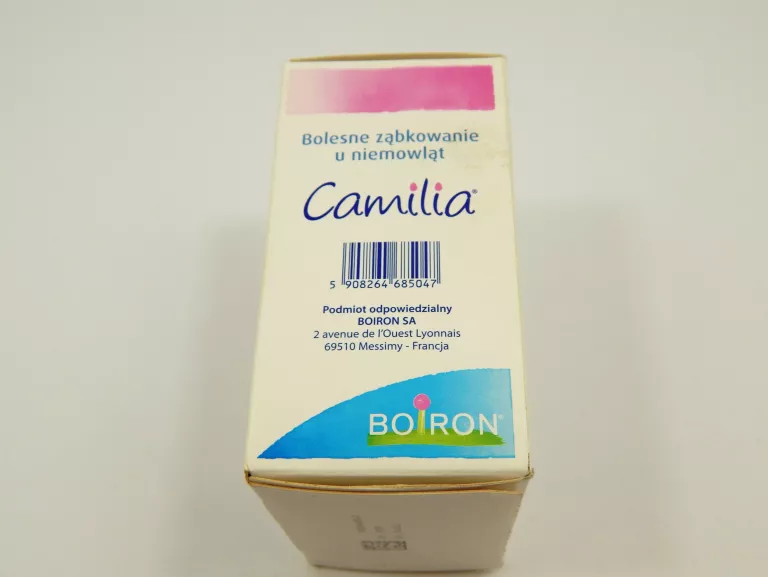 Bolesne ząbkowanie
u niemowląt
Camilia®
5 908264 685047
Podmiot odpowiedzialny
BOIRON SA
2 avenue de l'Ouest Lyonnais
69510 Messimy - Francja
BOIRON®